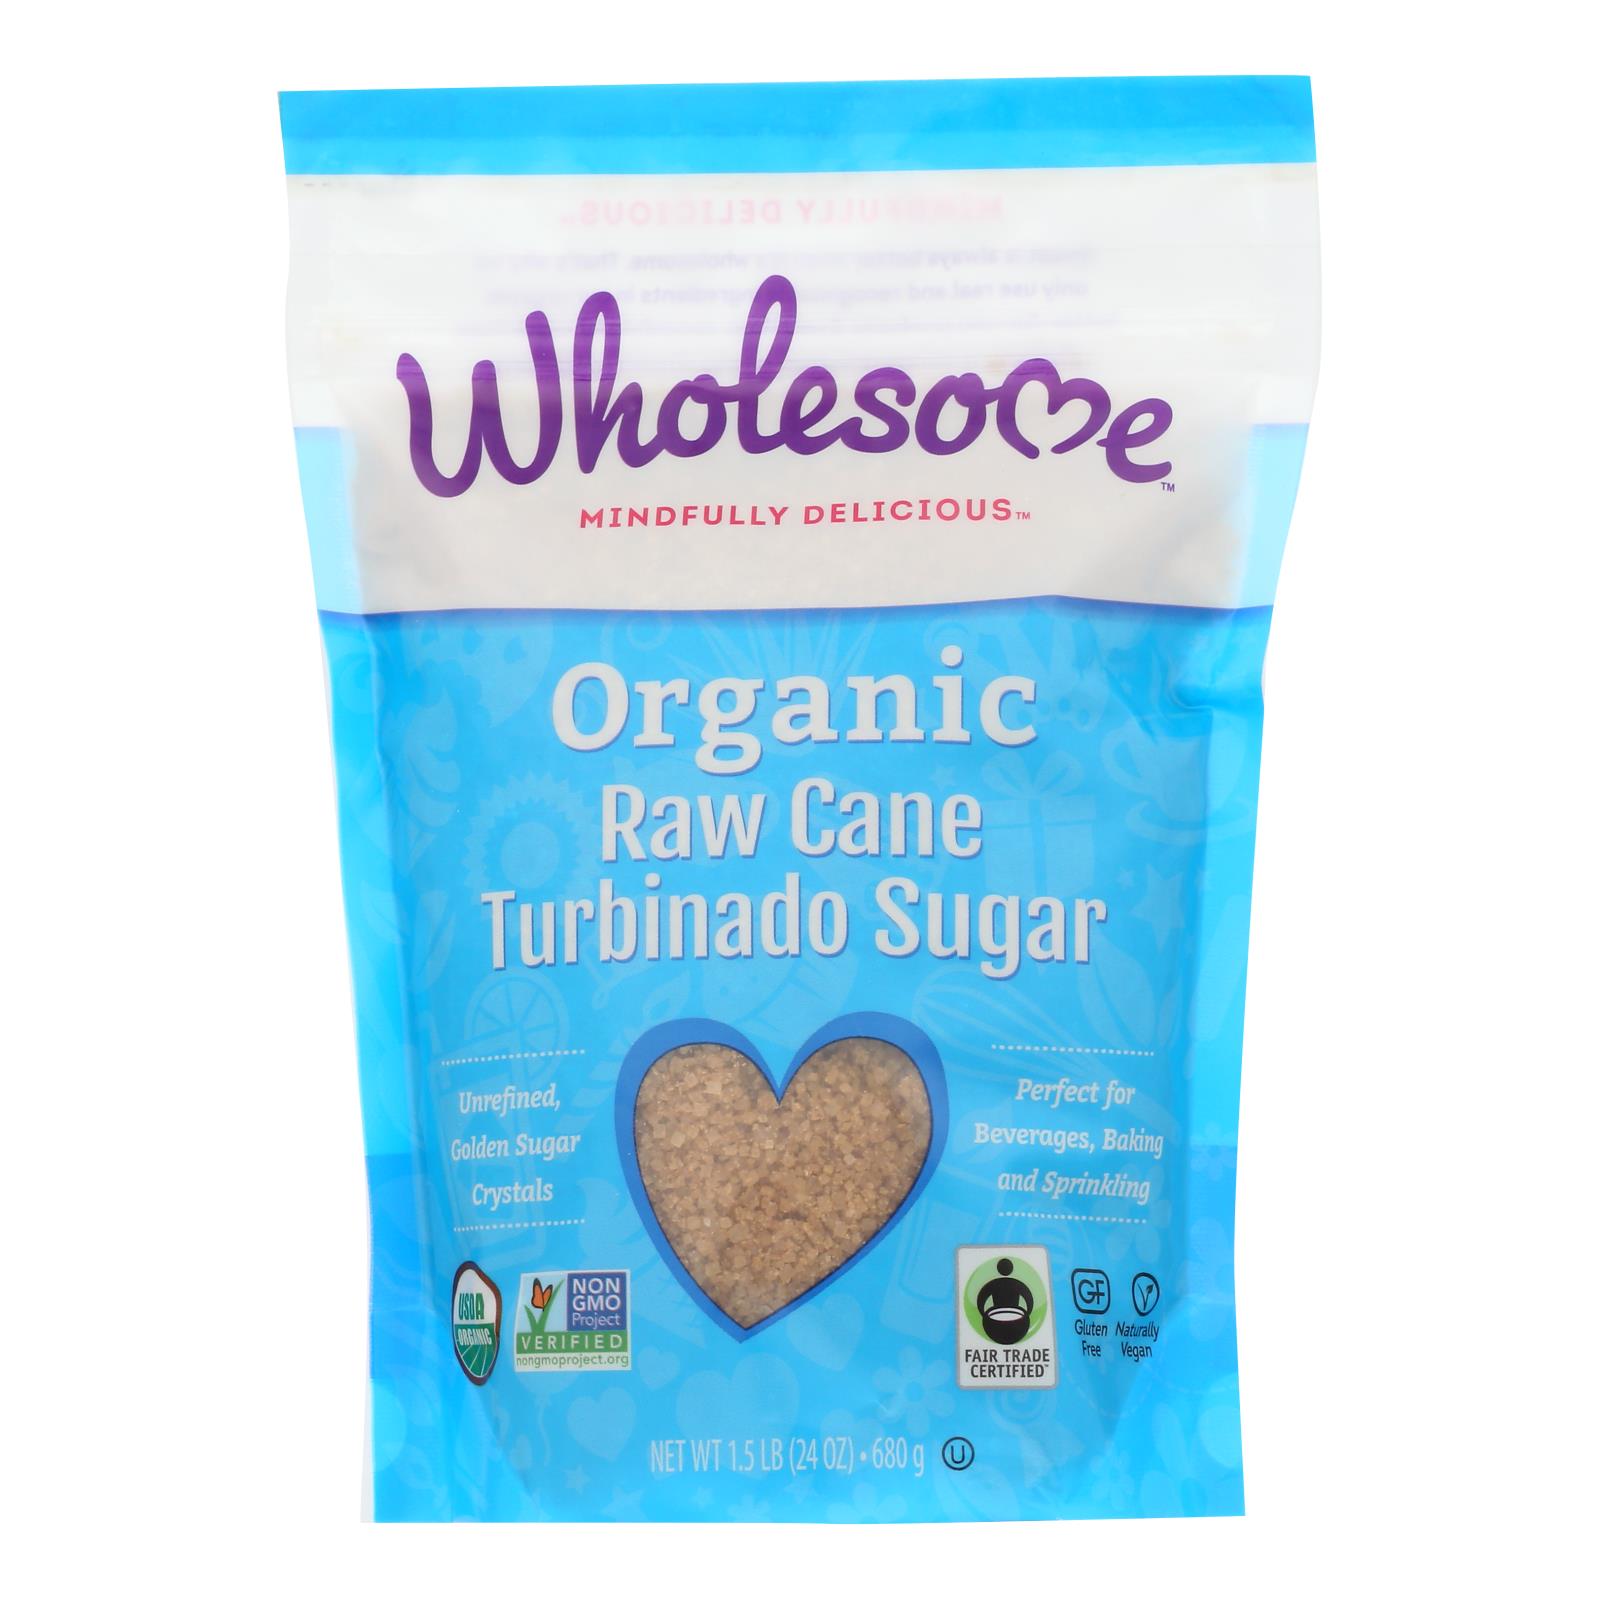 Wholesome™
MINDFULLY DELICIOUS™
Organic
Raw Cane
Turbinado Sugar
Unrefined,
Golden Sugar
Crystals
Perfect for
Beverages, Baking
and Sprinkling
USDA
ORGANIC
NON
GMO
Project
VERIFIED
nongmoproject.org
FAIR TRADE
CERTIFIED™
GF
Gluten
Free
V
Naturally
Vegan
NET WT 1.5 LB (24 OZ) • 680 g U